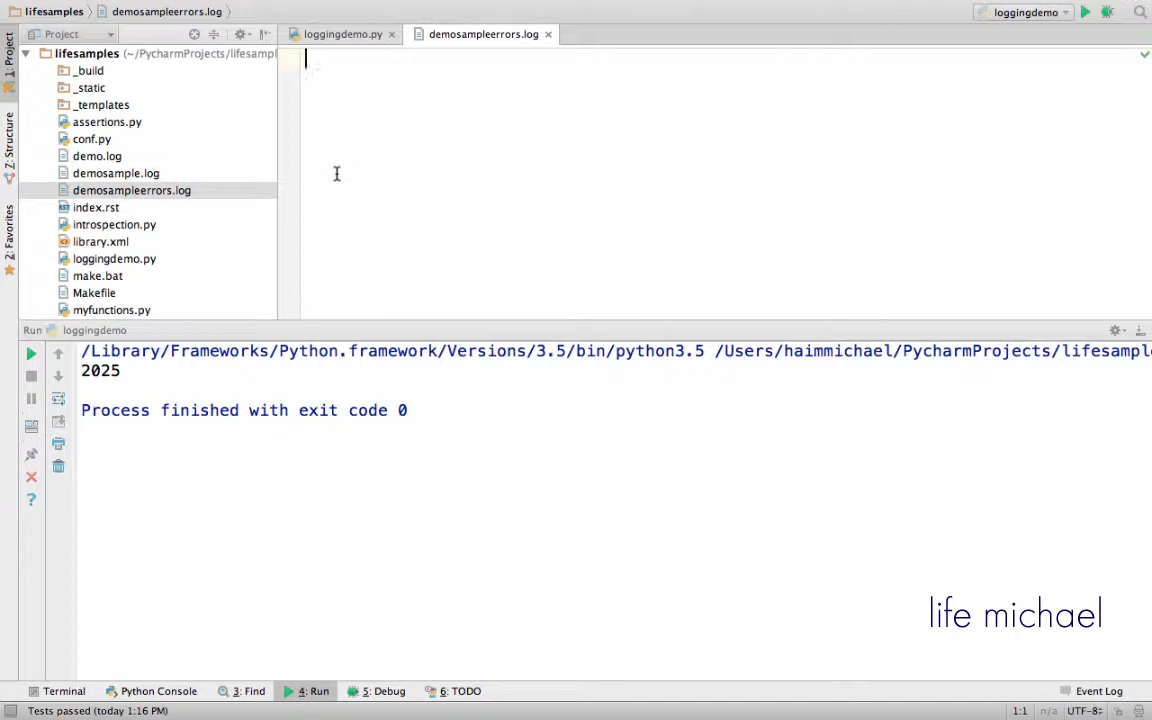 lifesamples demosampleerrors.log loggingdemo
Project loggingdemo.py demosampleerrors.log
1: Project
Z: Structure
2: Favorites
lifesamples (~/PycharmProjects/lifesampl
_build
_static
_templates
assertions.py
conf.py
demo.log
demosample.log
demosampleerrors.log
index.rst
introspection.py
library.xml
loggingdemo.py
make.bat
Makefile
myfunctions.py
Run loggingdemo
/Library/Frameworks/Python.framework/Versions/3.5/bin/python3.5 /Users/haimmichael/PycharmProjects/lifesampl
2025
Process finished with exit code 0
life michael
Terminal Python Console 3: Find 4: Run 5: Debug 6: TODO Event Log
Tests passed (today 1:16 PM) 1:1 n/a UTF-8